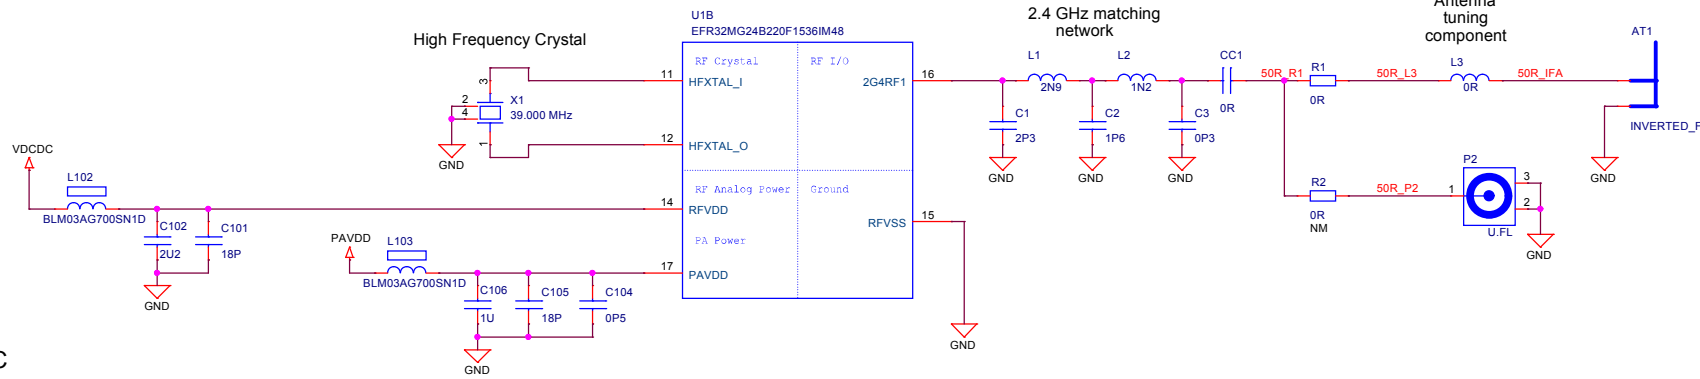 U1B
EFR32MG24B220F1536IM48
High Frequency Crystal
2.4 GHz matching
network
Antenna
tuning
component
AT1
INVERTED_F
RF Crystal
RF I/O
11
HFXTAL_I
2G4RF1
16
12
HFXTAL_O
3
2
4
1
X1
39.000 MHz
GND
L1
2N9
L2
1N2
CC1
0R
C1
2P3
C2
1P6
C3
0P3
GND
GND
GND
50R_R1
R1
0R
50R_L3
L3
0R
50R_IFA
GND
R2
0R
NM
50R_P2
P2
1
3
2
U.FL
GND
VDCDC
L102
BLM03AG700SN1D
C102
2U2
C101
18P
GND
RF Analog Power
Ground
14
RFVDD
RFVSS
15
GND
PA Power
17
PAVDD
PAVDD
L103
BLM03AG700SN1D
C106
1U
C105
18P
C104
0P5
GND
C